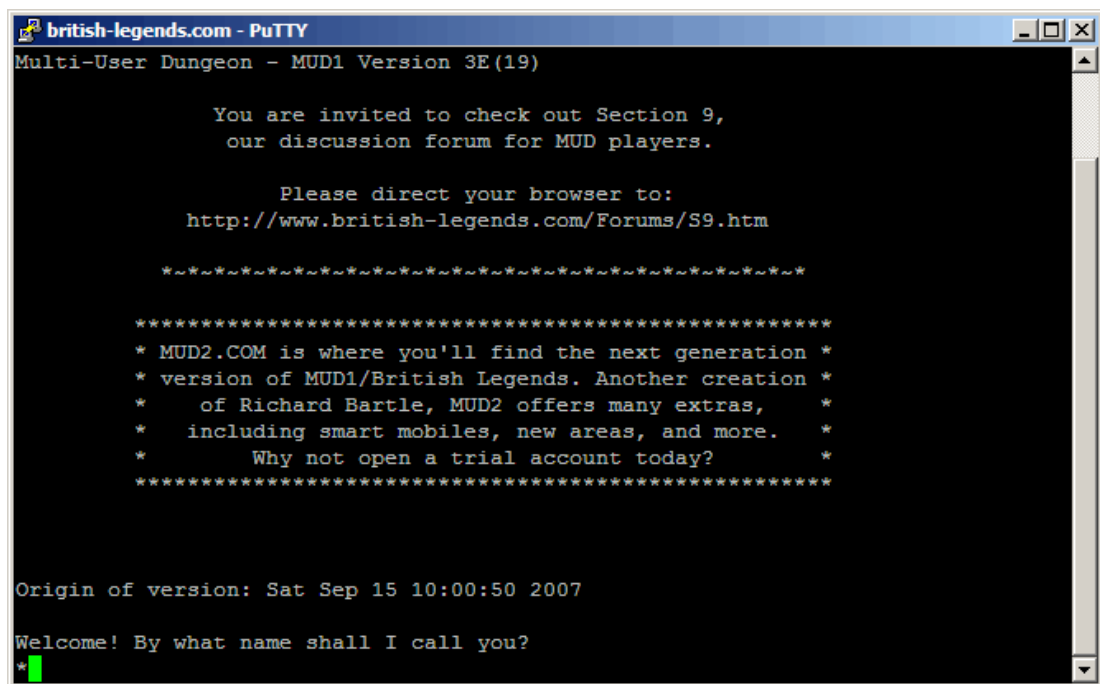 british-legends.com - PuTTY
Multi-User Dungeon - MUD1 Version 3E(19)
You are invited to check out Section 9,
our discussion forum for MUD players.
Please direct your browser to:
http://www.british-legends.com/Forums/S9.htm
*~*~*~*~*~*~*~*~*~*~*~*~*~*~*~*~*~*~*~*~*~*~*~*~*
*****************************************************
* MUD2.COM is where you'll find the next generation *
* version of MUD1/British Legends. Another creation *
* of Richard Bartle, MUD2 offers many extras, *
* including smart mobiles, new areas, and more. *
* Why not open a trial account today? *
*****************************************************
Origin of version: Sat Sep 15 10:00:50 2007
Welcome! By what name shall I call you?
*